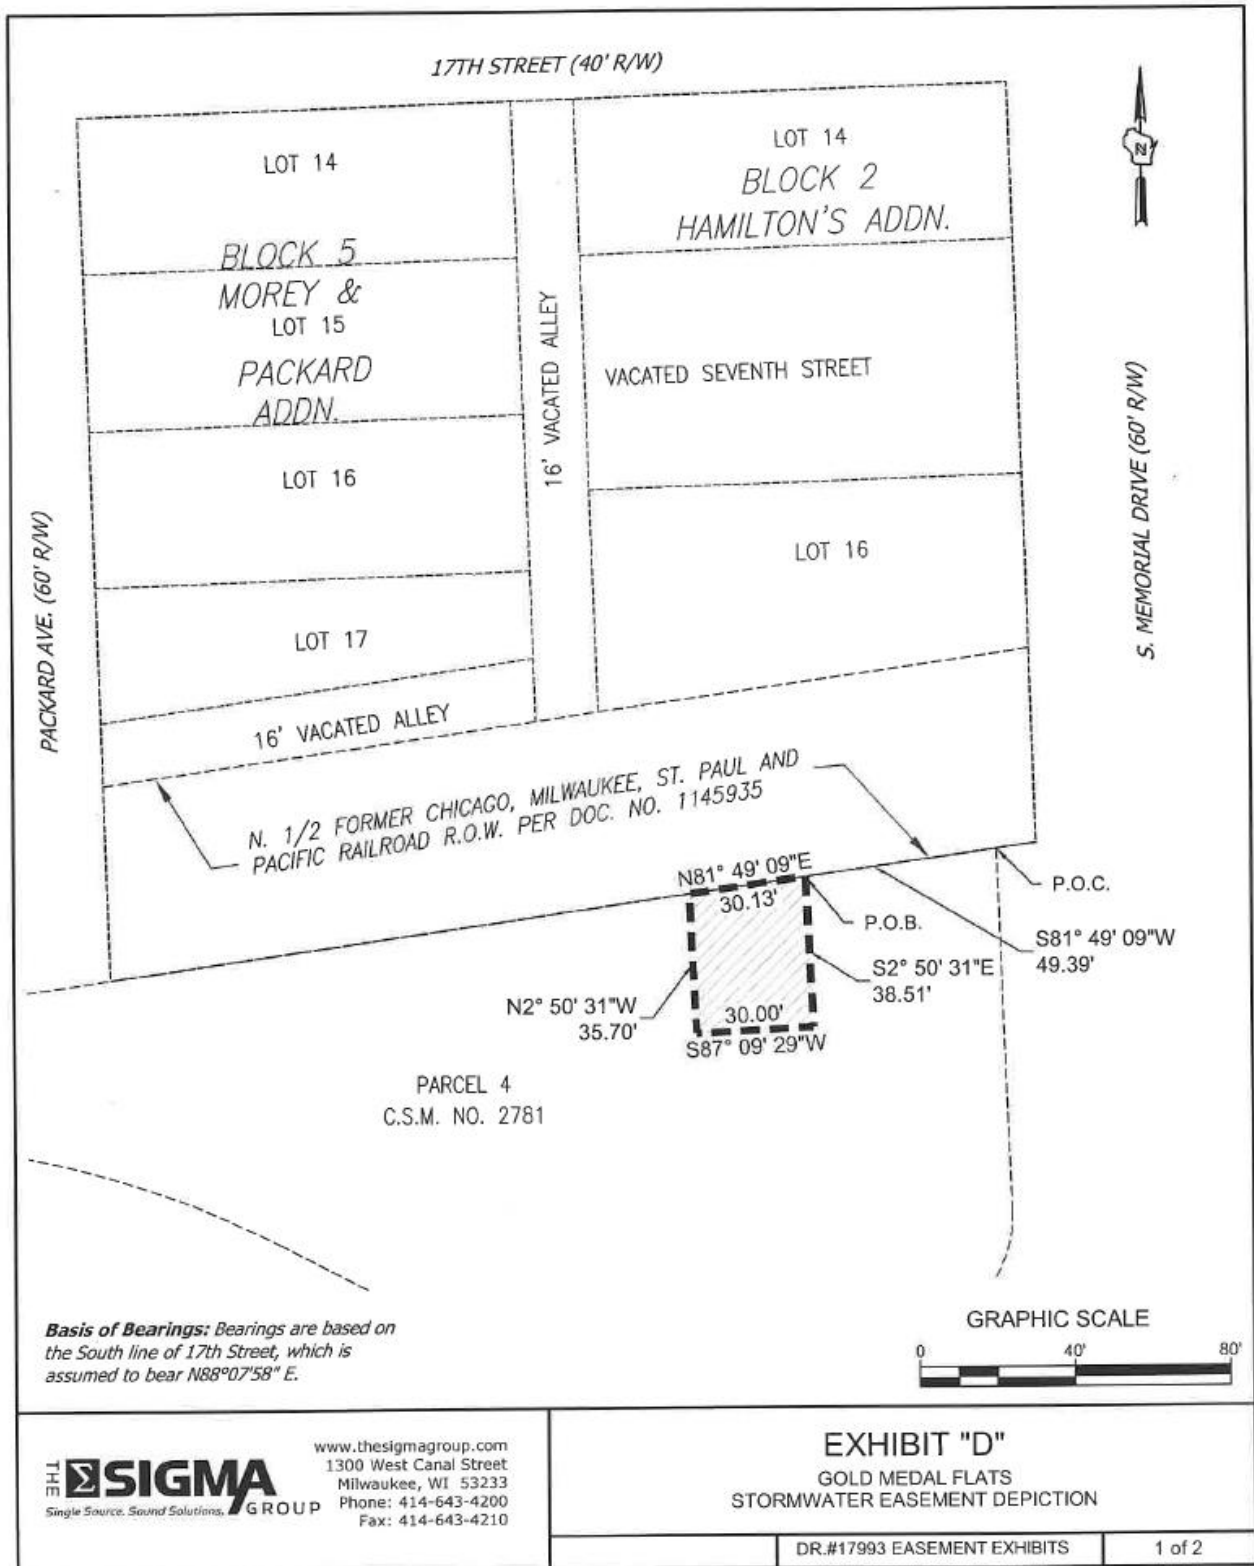 17TH STREET (40' R/W)
LOT 14
LOT 14
BLOCK 2
HAMILTON'S ADDN.
N
BLOCK 5
MOREY &
LOT 15
PACKARD
ADDN.
16' VACATED ALLEY
VACATED SEVENTH STREET
S. MEMORIAL DRIVE (60' R/W)
LOT 16
LOT 16
PACKARD AVE. (60' R/W)
LOT 17
16' VACATED ALLEY
N. 1/2 FORMER CHICAGO, MILWAUKEE, ST. PAUL AND
PACIFIC RAILROAD R.O.W. PER DOC. NO. 1145935
N81° 49' 09"E
30.13'
P.O.C.
P.O.B.
S81° 49' 09"W
49.39'
S2° 50' 31"E
38.51'
N2° 50' 31"W
35.70'
30.00'
S87° 09' 29"W
PARCEL 4
C.S.M. NO. 2781
Basis of Bearings: Bearings are based on
the South line of 17th Street, which is
assumed to bear N88°07'58" E.
GRAPHIC SCALE
0 40' 80'
THE Σ SIGMA
GROUP
Single Source. Sound Solutions.
www.thesigmagroup.com
1300 West Canal Street
Milwaukee, WI 53233
Phone: 414-643-4200
Fax: 414-643-4210
EXHIBIT "D"
GOLD MEDAL FLATS
STORMWATER EASEMENT DEPICTION
DR.#17993 EASEMENT EXHIBITS
1 of 2